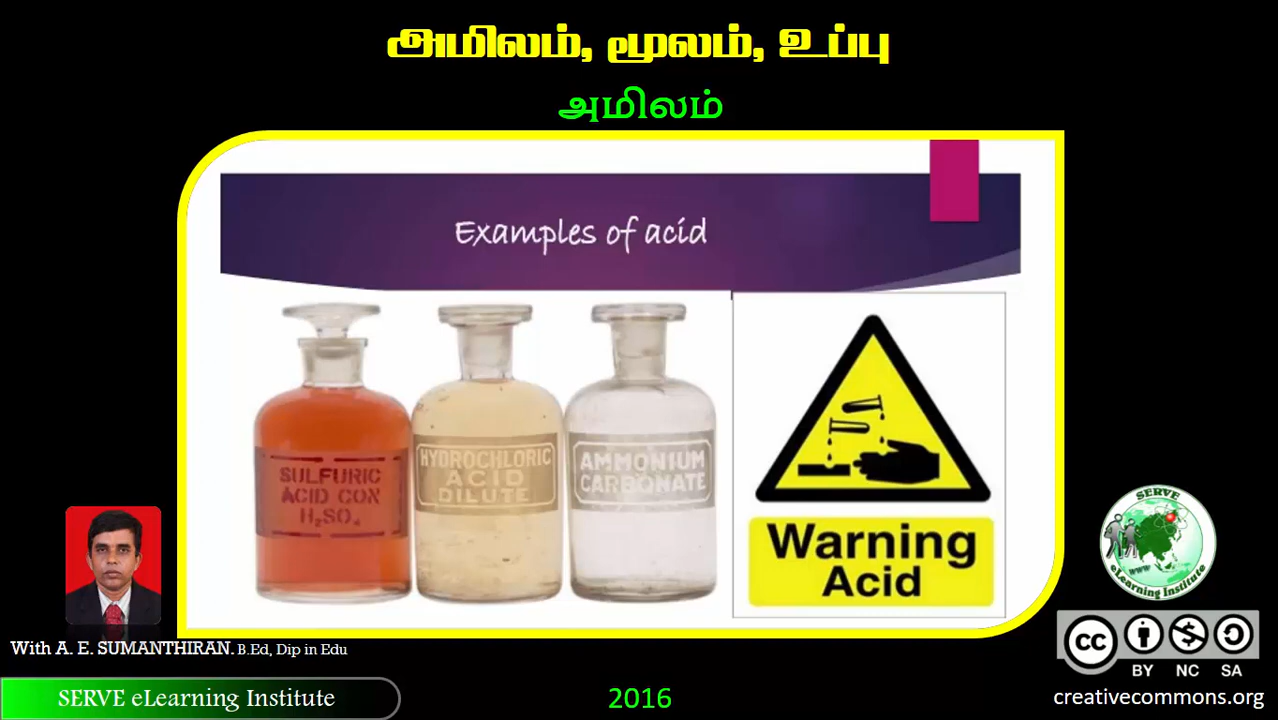 அமிலம், மூலம், உப்பு
அமிலம்
Examples of acid
SULFURIC
ACID CON
H₂SO₄
HYDROCHLORIC
ACID
DILUTE
AMMONIUM
CARBONATE
Warning
Acid
SERVE
www
eLearning Institute
With A. E. SUMANTHIRAN. B.Ed, Dip in Edu
cc
BY NC SA
SERVE eLearning Institute
2016
creativecommons.org